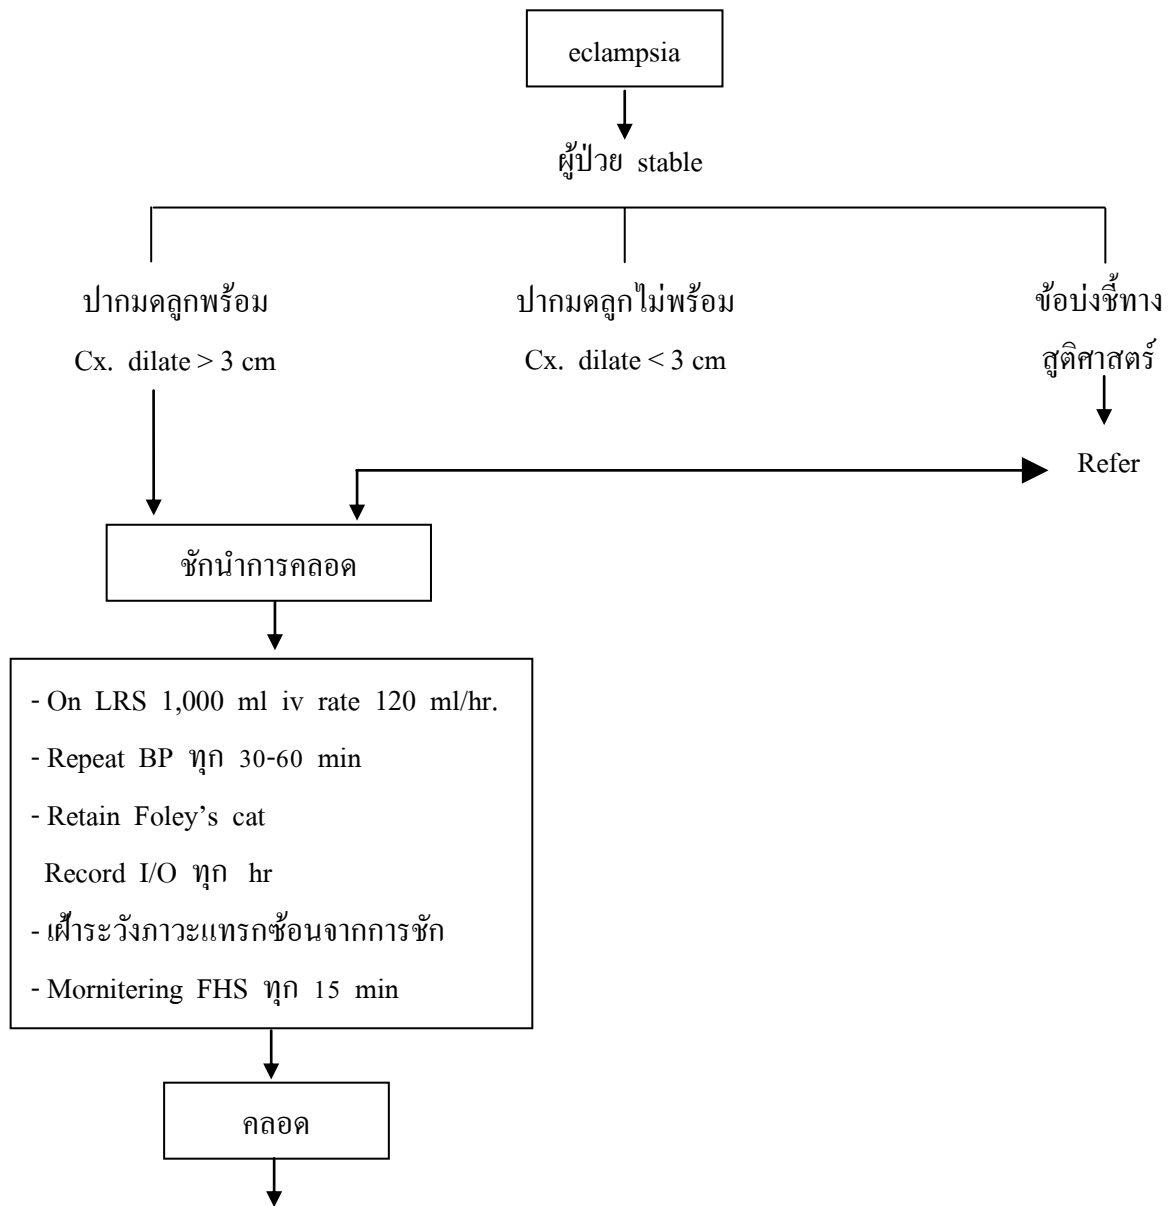 eclampsia
ผู้ป่วย stable
ปากมดลูกพร้อม
Cx. dilate > 3 cm
ปากมดลูกไม่พร้อม
Cx. dilate < 3 cm
ข้อบ่งชี้ทาง
สูติศาสตร์
Refer
ชักนำการคลอด
- On LRS 1,000 ml iv rate 120 ml/hr.
- Repeat BP ทุก 30-60 min
- Retain Foley’s cat
Record I/O ทุก hr
- เฝ้าระวังภาวะแทรกซ้อนจากการชัก
- Mornitering FHS ทุก 15 min
คลอด